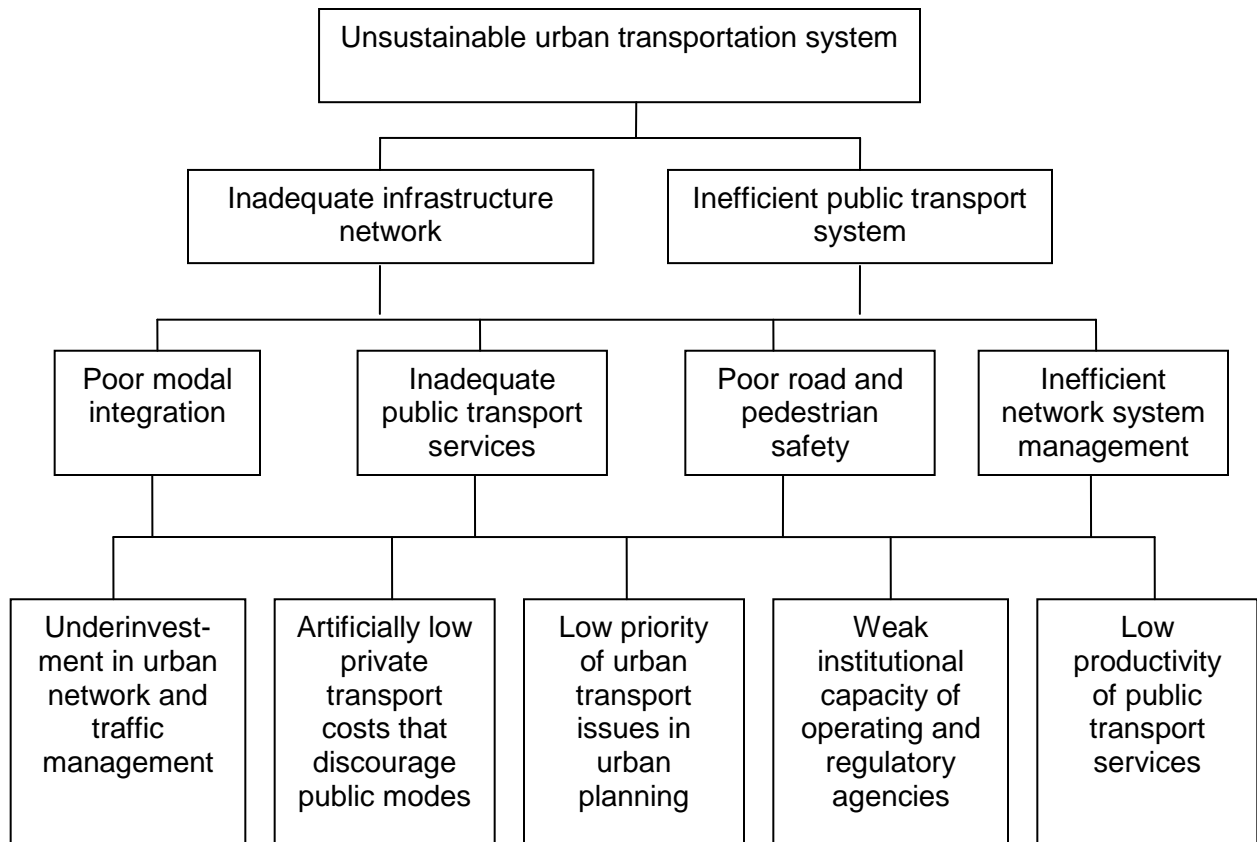 Unsustainable urban transportation system
Inadequate infrastructure
network
Inefficient public transport
system
Poor modal
integration
Inadequate
public transport
services
Poor road and
pedestrian
safety
Inefficient
network system
management
Underinvest-
ment in urban
network and
traffic
management
Artificially low
private
transport
costs that
discourage
public modes
Low priority
of urban
transport
issues in
urban
planning
Weak
institutional
capacity of
operating and
regulatory
agencies
Low
productivity
of public
transport
services